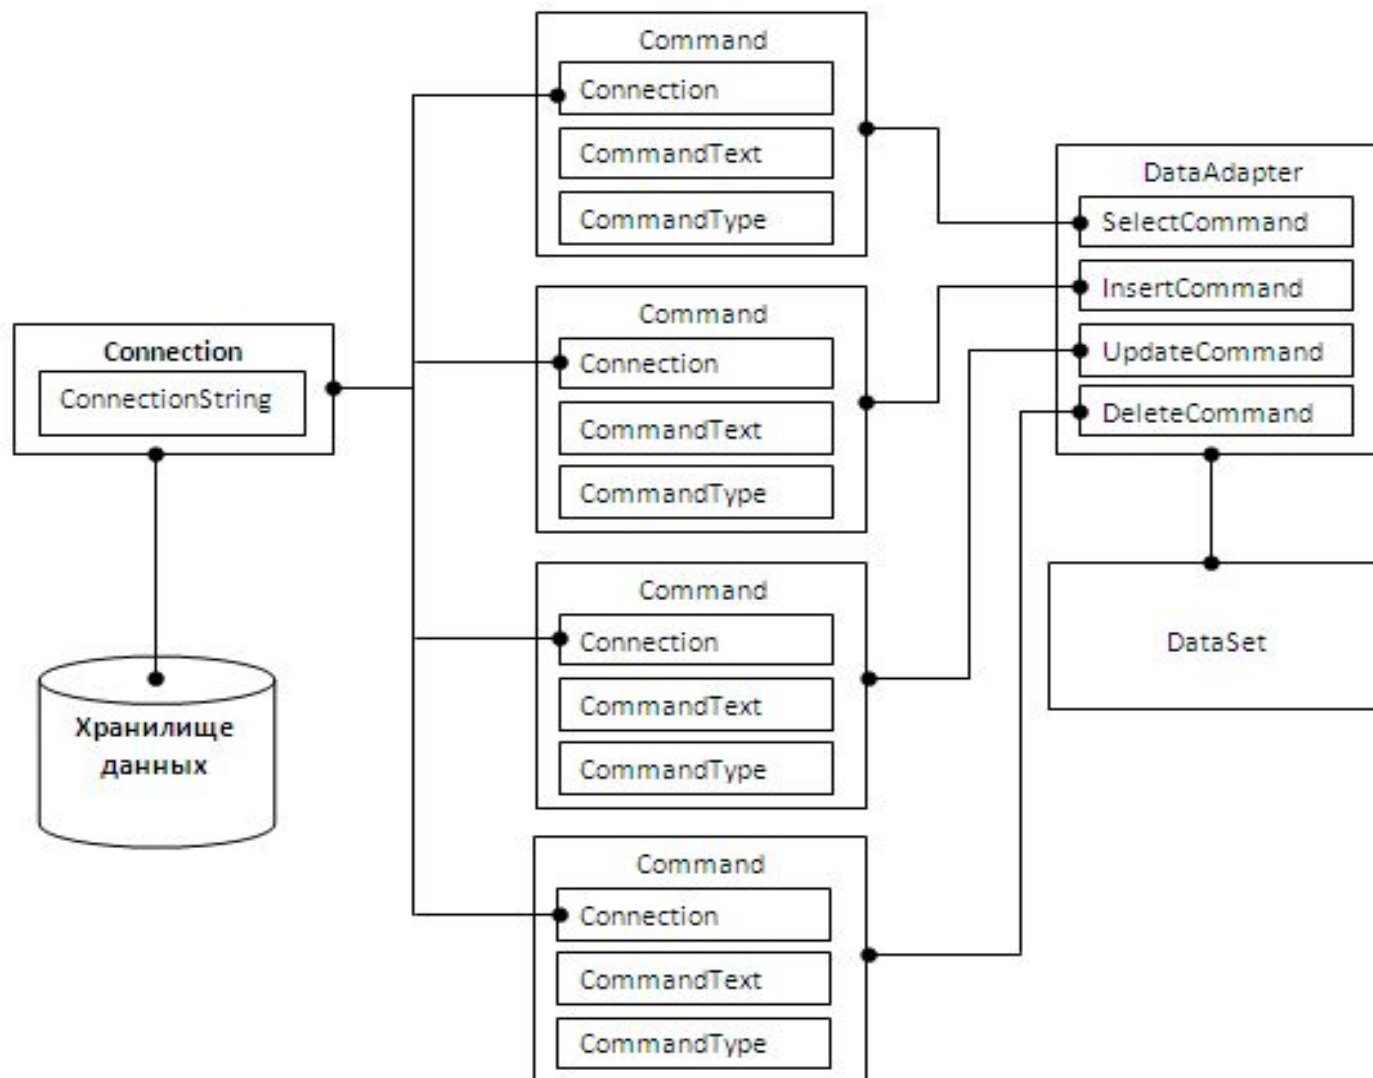 Command
Connection
CommandText
CommandType
Command
Connection
CommandText
CommandType
Command
Connection
CommandText
CommandType
Command
Connection
CommandText
CommandType
Connection
ConnectionString
Хранилище
данных
DataAdapter
SelectCommand
InsertCommand
UpdateCommand
DeleteCommand
DataSet